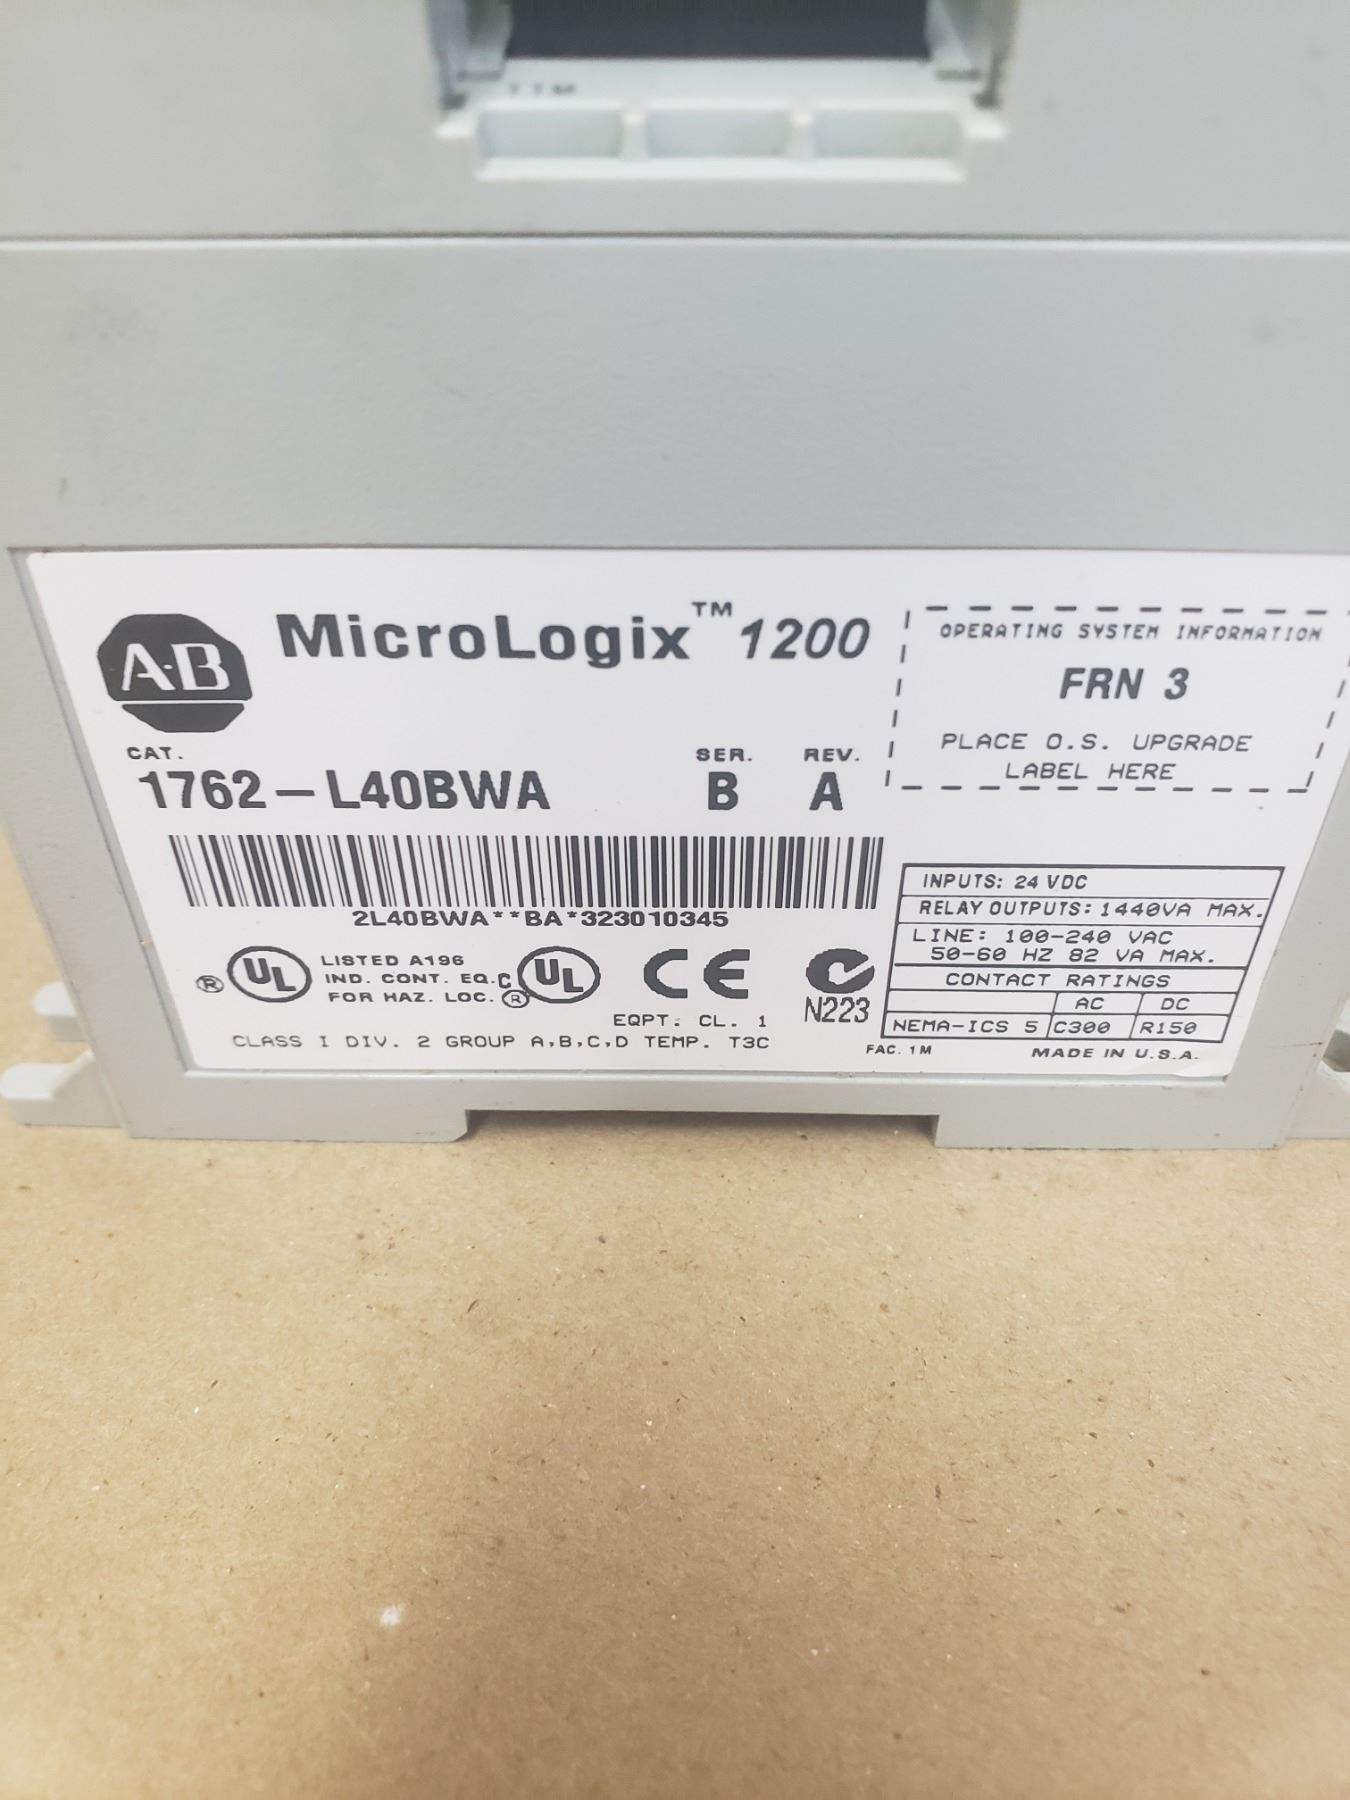 A-B
MicroLogix™ 1200
CAT.
SER.
REV.
1762-L40BWA
B
A
OPERATING SYSTEM INFORMATION
FRN 3
PLACE O.S. UPGRADE
LABEL HERE
2L40BWA**BA*323010345
INPUTS: 24 VDC
RELAY OUTPUTS: 1440VA MAX.
LINE: 100-240 VAC
50-60 HZ 82 VA MAX.
CONTACT RATINGS
AC DC
NEMA-ICS 5 C300 R150
® UL
LISTED A196
IND. CONT. EQ.
FOR HAZ. LOC.
C UL ®
CE
N223
EQPT: CL. 1
CLASS I DIV. 2 GROUP A,B,C,D TEMP. T3C
FAC. 1M
MADE IN U.S.A.